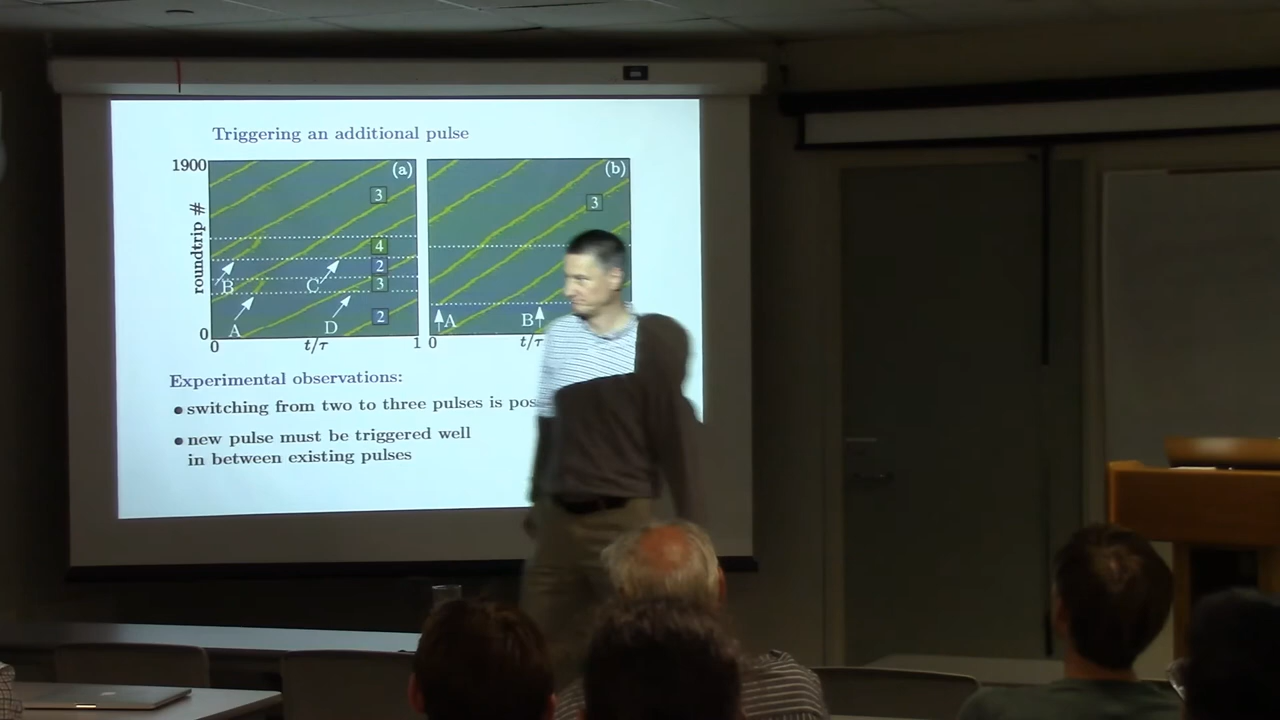 Triggering an additional pulse
1900
(a)
(b)
3
3
roundtrip #
4
2
B
C
3
A
D
2
A
B
0
0
t/τ
1
0
t/τ
Experimental observations:
• switching from two to three pulses is
• new pulse must be triggered well
in between existing pulses